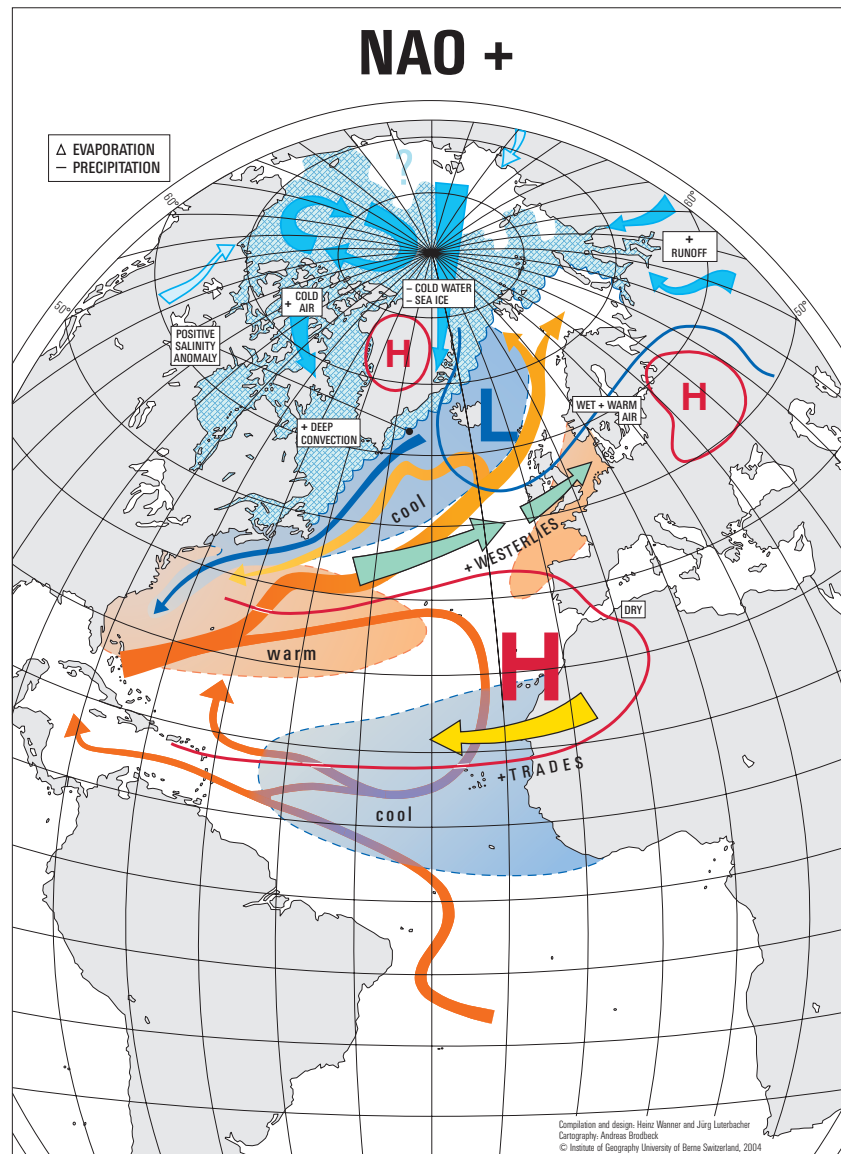 NAO +
△ EVAPORATION
– PRECIPITATION
?
60°
60°
+
RUNOFF
50°
50°
– COLD WATER
– SEA ICE
+ COLD
AIR
POSITIVE
SALINITY
ANOMALY
H
H
L
WET + WARM
AIR
+ DEEP
CONVECTION
cool
+WESTERLIES
DRY
warm
H
+TRADES
cool
Compilation and design: Heinz Wanner and Jürg Luterbacher
Cartography: Andreas Brodbeck
© Institute of Geography University of Berne Switzerland, 2004